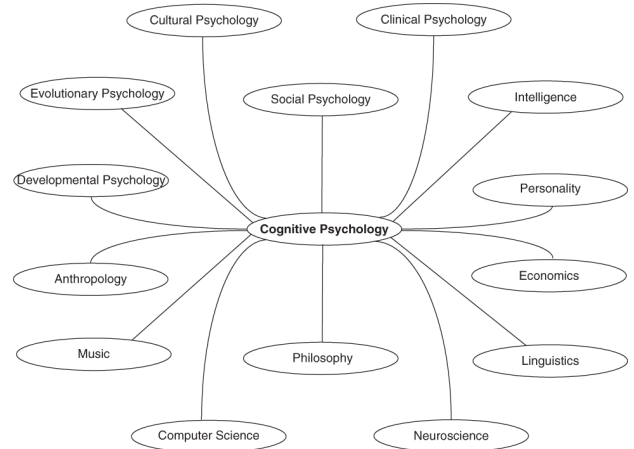 Cultural Psychology
Clinical Psychology
Evolutionary Psychology
Social Psychology
Intelligence
Developmental Psychology
Personality
Cognitive Psychology
Anthropology
Economics
Music
Philosophy
Linguistics
Computer Science
Neuroscience